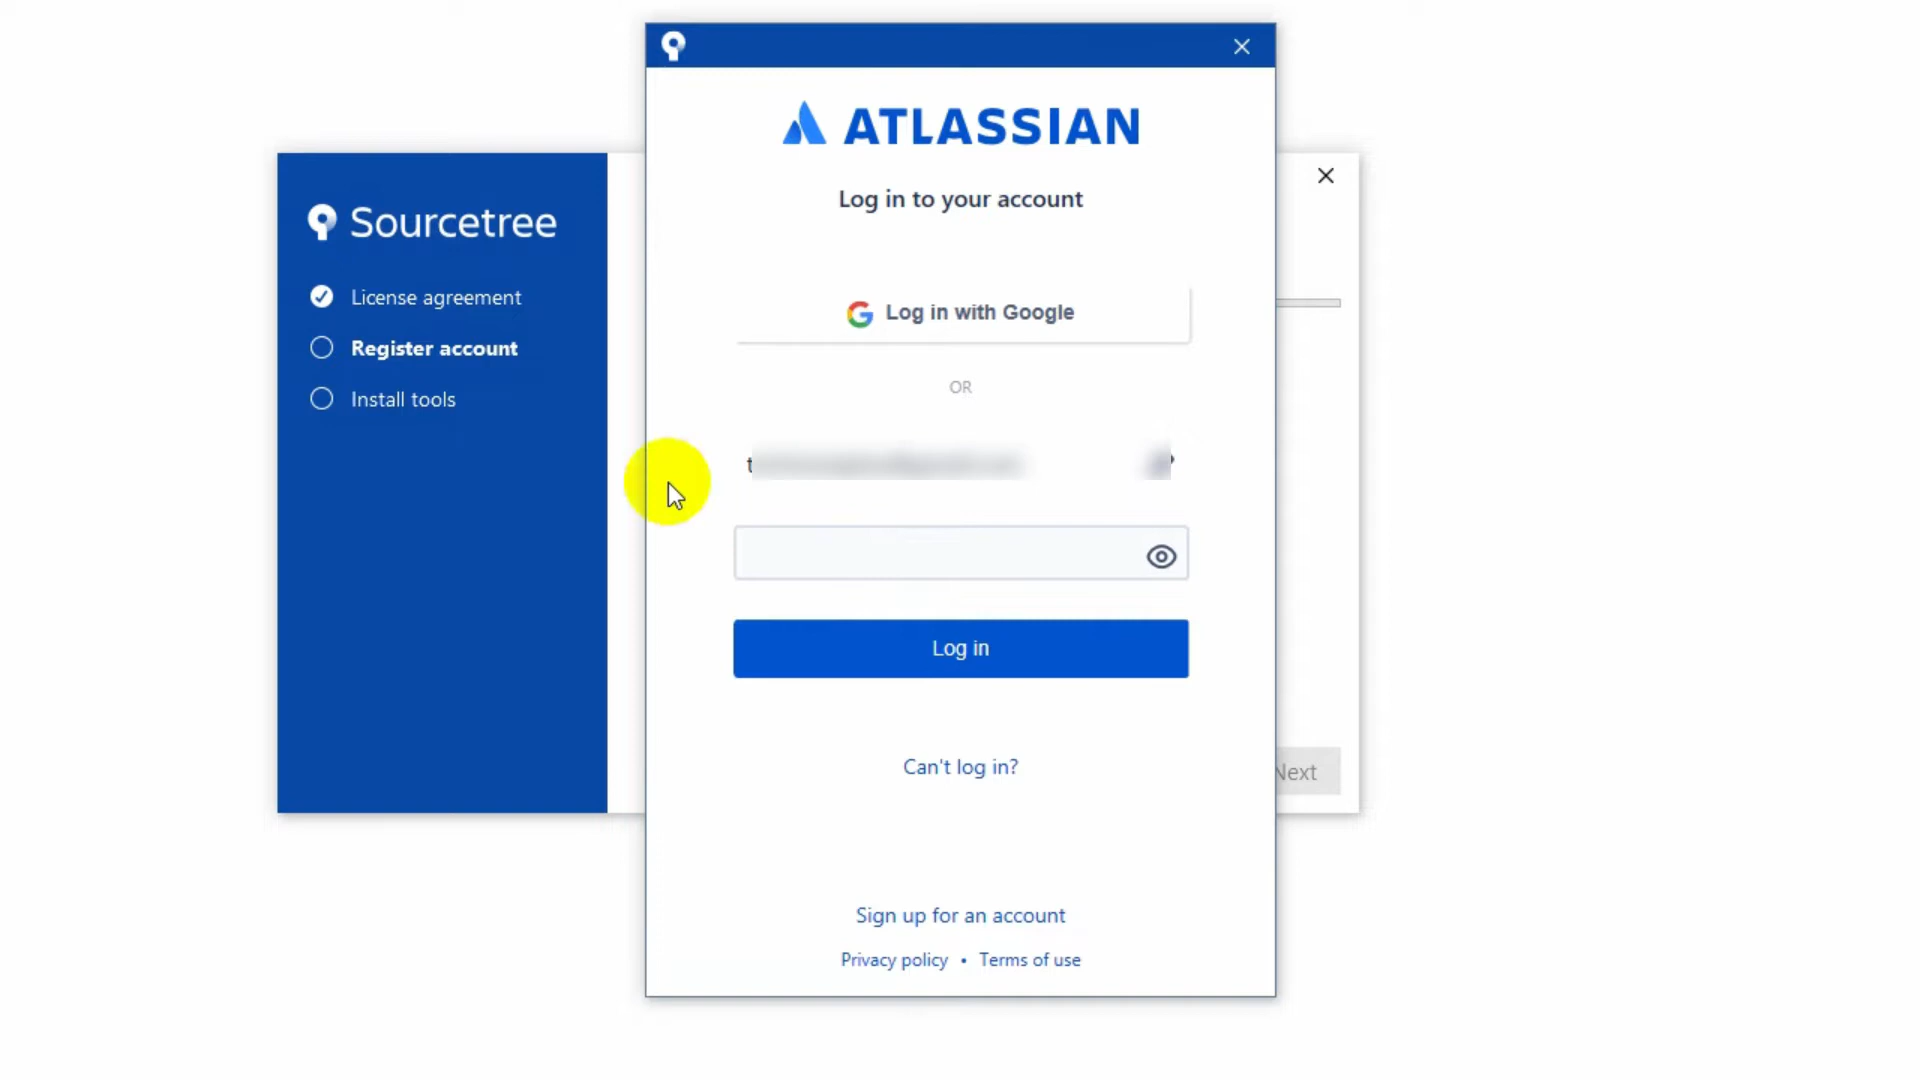 ATLASSIAN
Log in to your account
Sourcetree
License agreement
Register account
Install tools
Log in with Google
OR
Log in
Can't log in?
Next
Sign up for an account
Privacy policy • Terms of use